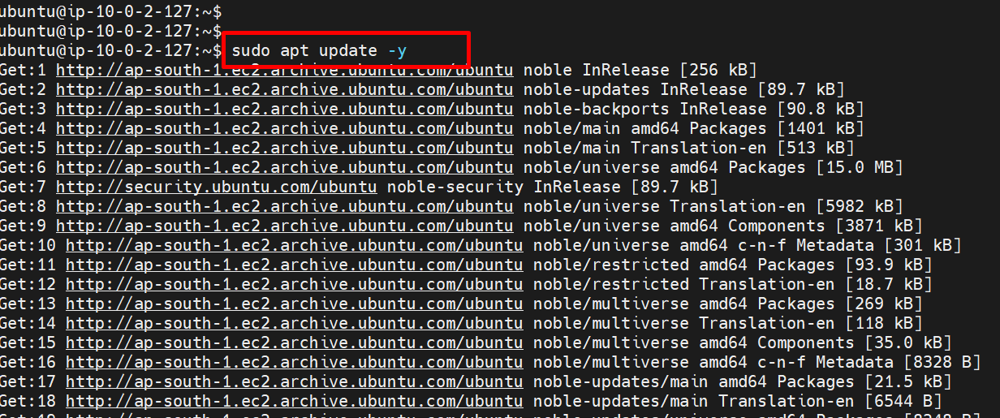 ubuntu@ip-10-0-2-127:~$
ubuntu@ip-10-0-2-127:~$
ubuntu@ip-10-0-2-127:~$ sudo apt update -y
Get:1 http://ap-south-1.ec2.archive.ubuntu.com/ubuntu noble InRelease [256 kB]
Get:2 http://ap-south-1.ec2.archive.ubuntu.com/ubuntu noble-updates InRelease [89.7 kB]
Get:3 http://ap-south-1.ec2.archive.ubuntu.com/ubuntu noble-backports InRelease [90.8 kB]
Get:4 http://ap-south-1.ec2.archive.ubuntu.com/ubuntu noble/main amd64 Packages [1401 kB]
Get:5 http://ap-south-1.ec2.archive.ubuntu.com/ubuntu noble/main Translation-en [513 kB]
Get:6 http://ap-south-1.ec2.archive.ubuntu.com/ubuntu noble/universe amd64 Packages [15.0 MB]
Get:7 http://security.ubuntu.com/ubuntu noble-security InRelease [89.7 kB]
Get:8 http://ap-south-1.ec2.archive.ubuntu.com/ubuntu noble/universe Translation-en [5982 kB]
Get:9 http://ap-south-1.ec2.archive.ubuntu.com/ubuntu noble/universe amd64 Components [3871 kB]
Get:10 http://ap-south-1.ec2.archive.ubuntu.com/ubuntu noble/universe amd64 c-n-f Metadata [301 kB]
Get:11 http://ap-south-1.ec2.archive.ubuntu.com/ubuntu noble/restricted amd64 Packages [93.9 kB]
Get:12 http://ap-south-1.ec2.archive.ubuntu.com/ubuntu noble/restricted Translation-en [18.7 kB]
Get:13 http://ap-south-1.ec2.archive.ubuntu.com/ubuntu noble/multiverse amd64 Packages [269 kB]
Get:14 http://ap-south-1.ec2.archive.ubuntu.com/ubuntu noble/multiverse Translation-en [118 kB]
Get:15 http://ap-south-1.ec2.archive.ubuntu.com/ubuntu noble/multiverse amd64 Components [35.0 kB]
Get:16 http://ap-south-1.ec2.archive.ubuntu.com/ubuntu noble/multiverse amd64 c-n-f Metadata [8328 B]
Get:17 http://ap-south-1.ec2.archive.ubuntu.com/ubuntu noble-updates/main amd64 Packages [21.5 kB]
Get:18 http://ap-south-1.ec2.archive.ubuntu.com/ubuntu noble-updates/main Translation-en [6544 B]